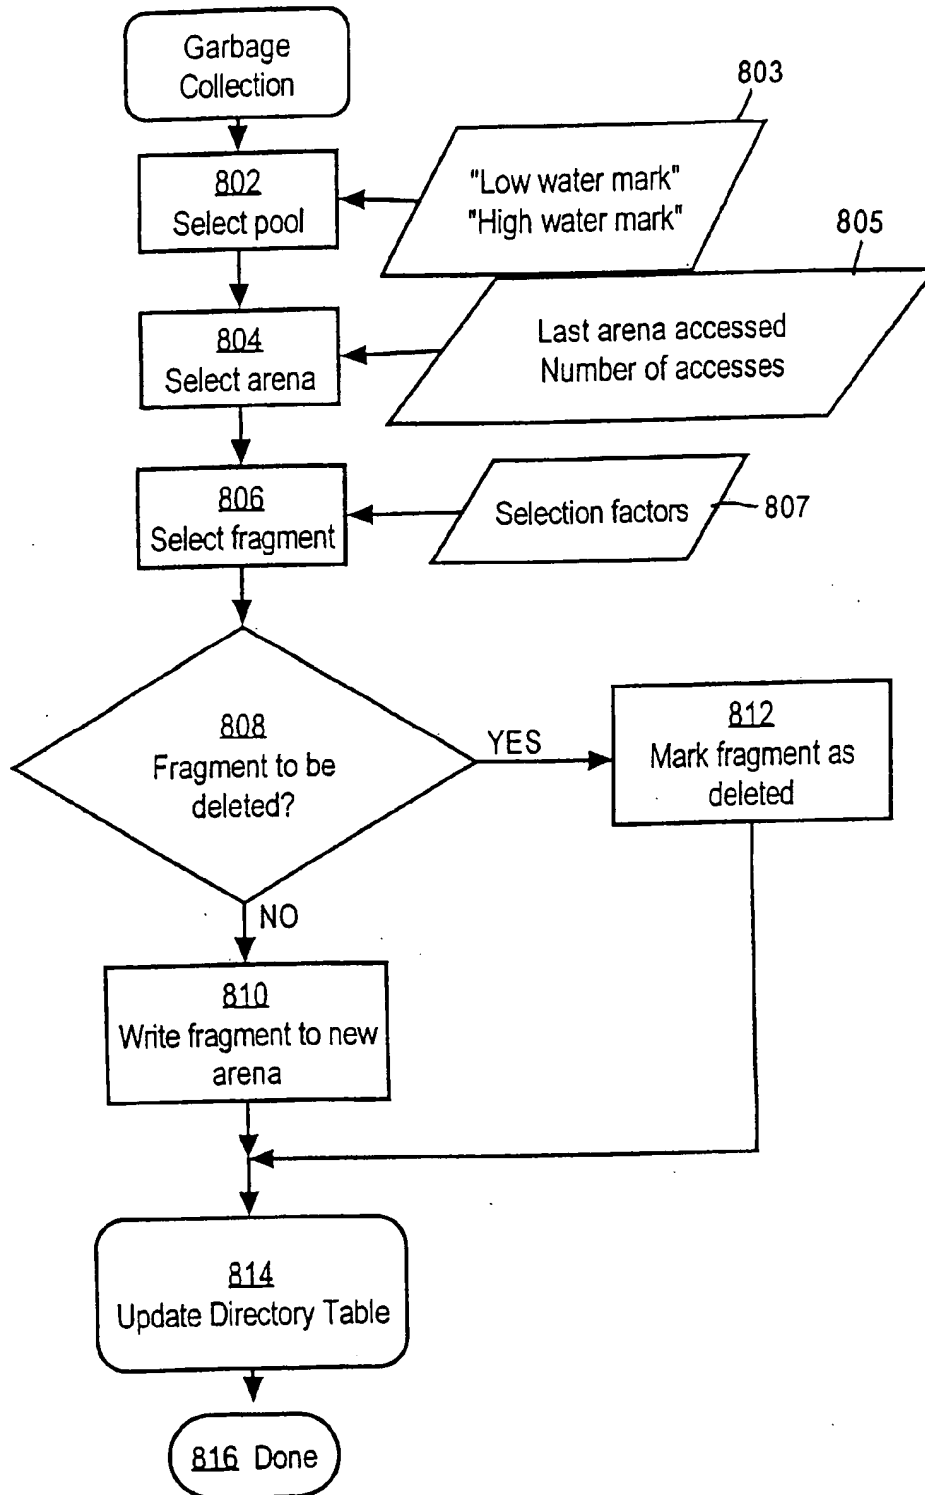 Garbage
Collection
803
802
Select pool
"Low water mark"
"High water mark"
805
804
Select arena
Last arena accessed
Number of accesses
806
Select fragment
Selection factors
807
808
Fragment to be
deleted?
YES
812
Mark fragment as
deleted
NO
810
Write fragment to new
arena
814
Update Directory Table
816 Done